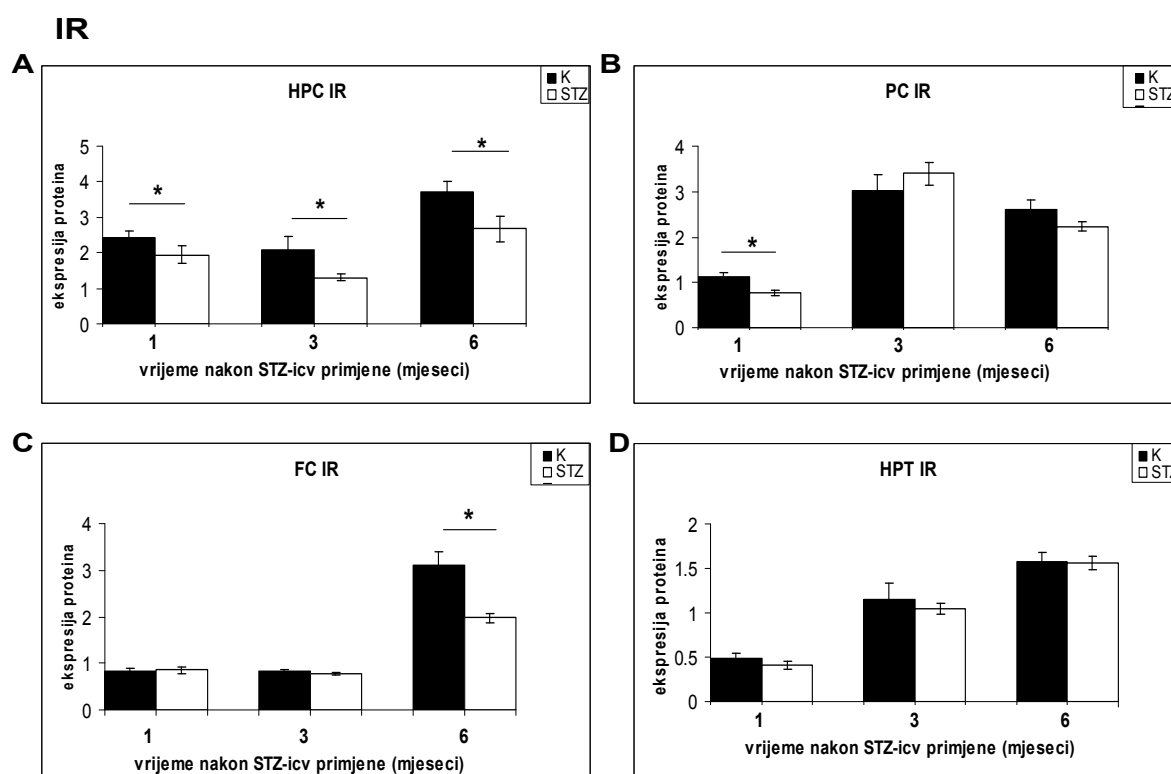 IR
A
HPC IR
K
STZ
ekspresija proteina
5
4
3
2
1
0
*
*
*
1 3 6
vrijeme nakon STZ-icv primjene (mjeseci)
B
PC IR
K
STZ
ekspresija proteina
4
3
2
1
0
*
1 3 6
vrijeme nakon STZ-icv primjene (mjeseci)
C
FC IR
K
STZ
ekspresija proteina
4
3
2
1
0
*
1 3 6
vrijeme nakon STZ-icv primjene (mjeseci)
D
HPT IR
K
STZ
ekspresija proteina
2
1.5
1
0.5
0
1 3 6
vrijeme nakon STZ-icv primjene (mjeseci)